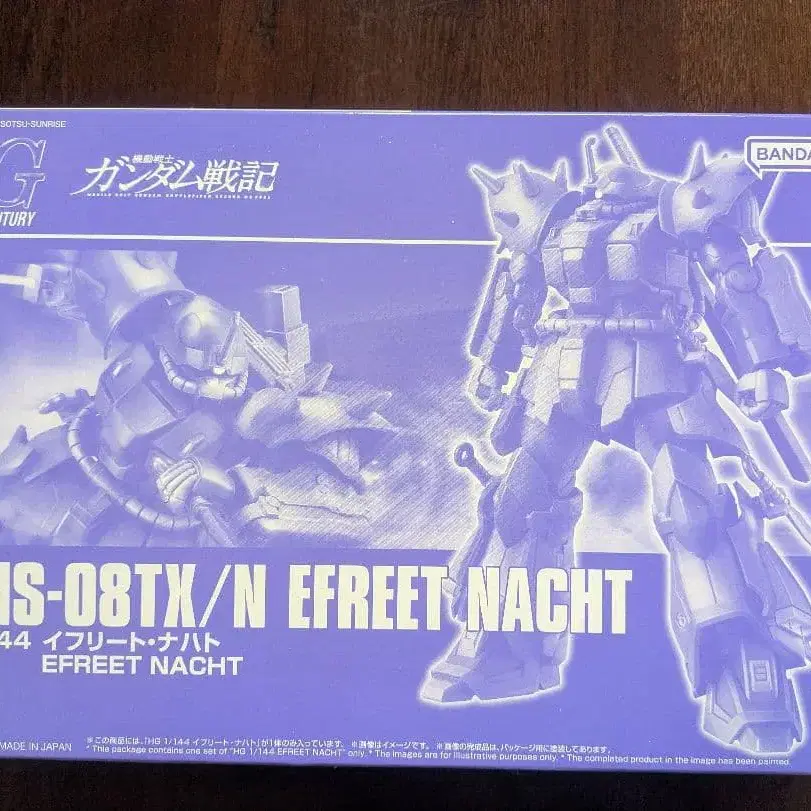 SOTSU·SUNRISE
G
TURY
機動戦士
ガンダム戦記
BANDA
MS-08TX/N EFREET NACHT
44 イフリート・ナハト
EFREET NACHT
MADE IN JAPAN
※この商品には、「HG 1/144 イフリート・ナハト」が1体のみ入っています。 ※画像はイメージです。 ※画像の完成品は、パッケージ用に塗装してあります。
* This package contains one set of "HG 1/144 EFREET NACHT" only. * The images are for illustrative purposes only. * The completed product in the image has been painted.